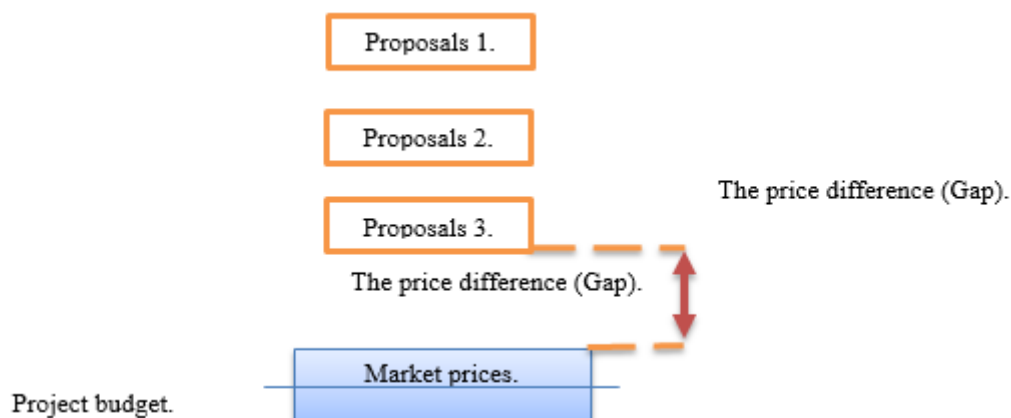 Proposals 1.
Proposals 2.
The price difference (Gap).
Proposals 3.
The price difference (Gap).
Market prices.
Project budget.